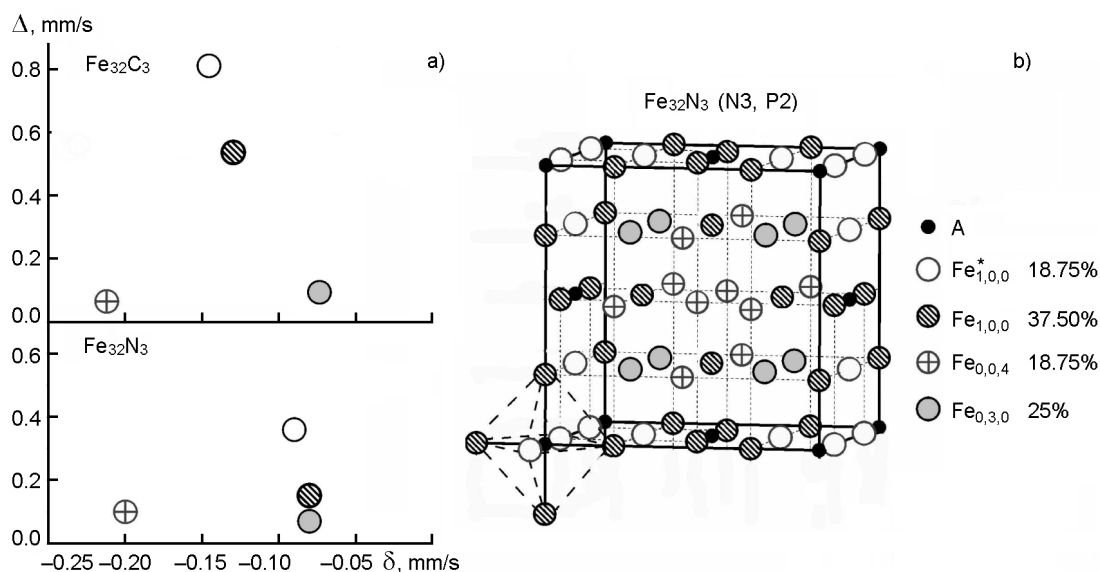 Δ, mm/s
Fe₃₂C₃
a)
0.8
0.6
0.4
0.2
0.0
Fe₃₂N₃
0.6
0.4
0.2
0.0
−0.25 −0.20 −0.15 −0.10 −0.05
δ, mm/s
b)
Fe₃₂N₃ (N3, P2)
A
Fe*₁,₀,₀ 18.75%
Fe₁,₀,₀ 37.50%
Fe₀,₀,₄ 18.75%
Fe₀,₃,₀ 25%